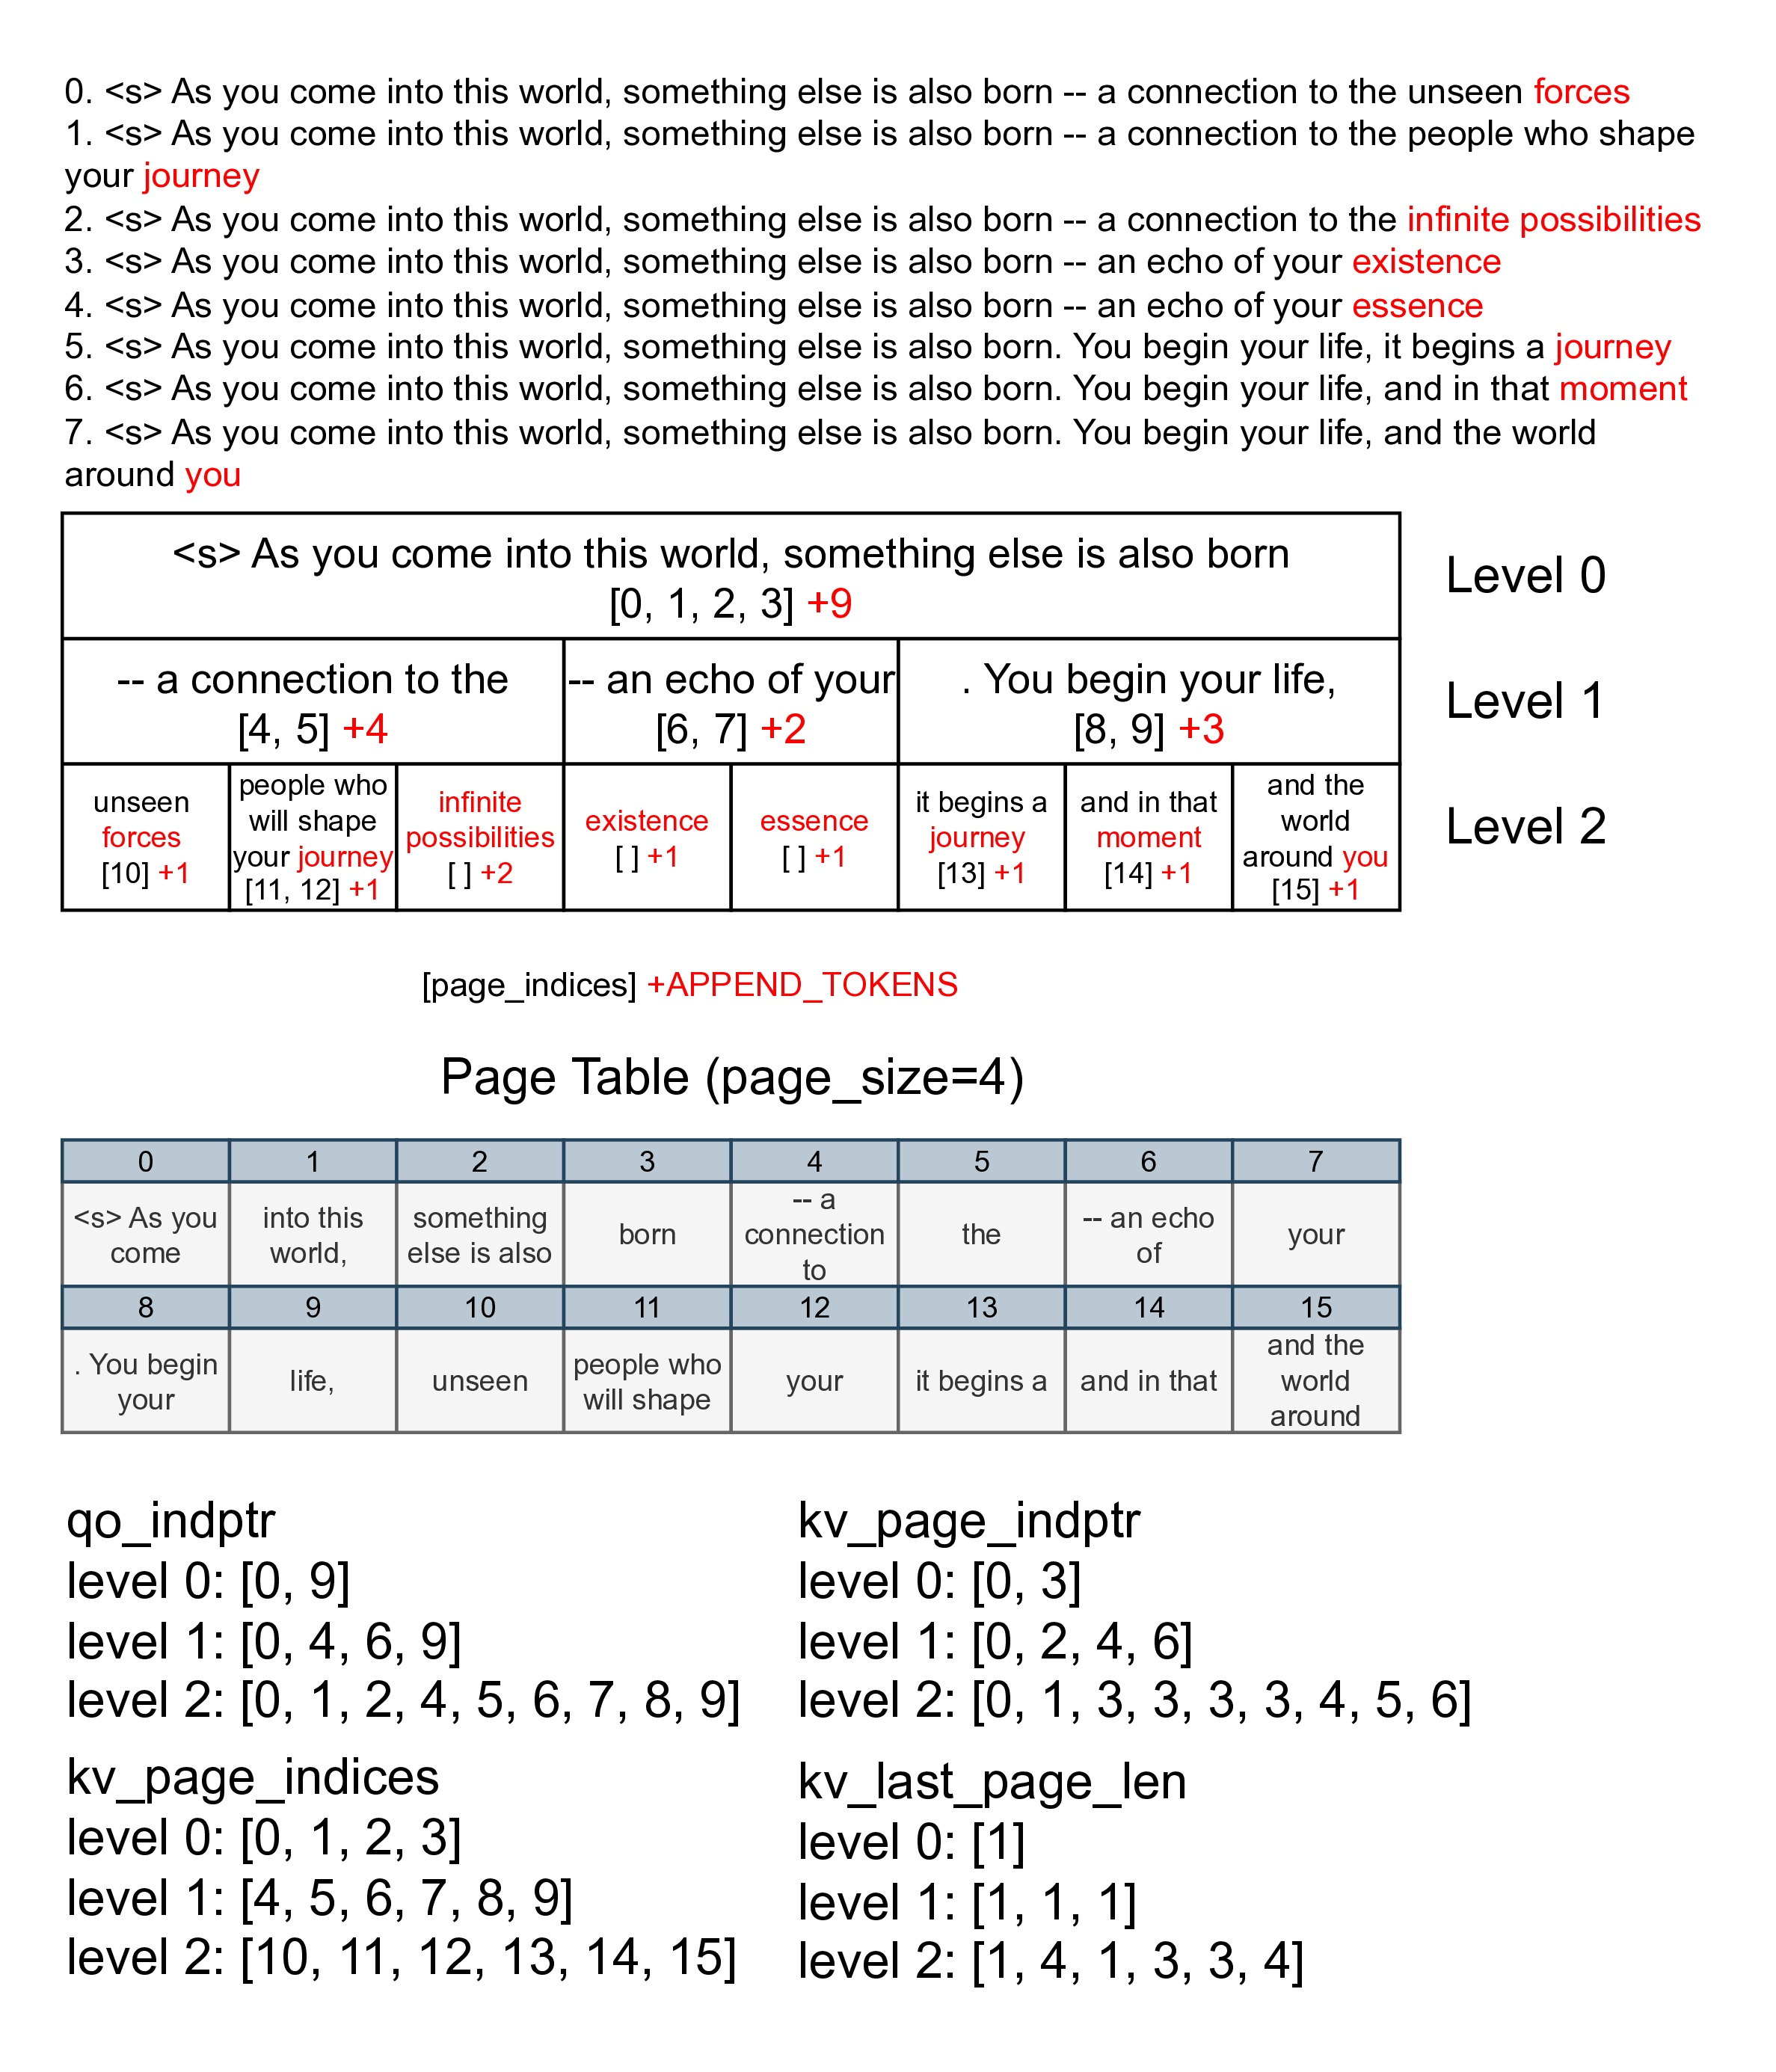 0. <s> As you come into this world, something else is also born -- a connection to the unseen forces
1. <s> As you come into this world, something else is also born -- a connection to the people who shape
your journey
2. <s> As you come into this world, something else is also born -- a connection to the infinite possibilities
3. <s> As you come into this world, something else is also born -- an echo of your existence
4. <s> As you come into this world, something else is also born -- an echo of your essence
5. <s> As you come into this world, something else is also born. You begin your life, it begins a journey
6. <s> As you come into this world, something else is also born. You begin your life, and in that moment
7. <s> As you come into this world, something else is also born. You begin your life, and the world
around you
<s> As you come into this world, something else is also born
[0, 1, 2, 3] +9
Level 0
-- a connection to the
[4, 5] +4
-- an echo of your
[6, 7] +2
. You begin your life,
[8, 9] +3
Level 1
unseen
forces
[10] +1
people who
will shape
your journey
[11, 12] +1
infinite
possibilities
[ ] +2
existence
[ ] +1
essence
[ ] +1
it begins a
journey
[13] +1
and in that
moment
[14] +1
and the
world
around you
[15] +1
Level 2
[page_indices] +APPEND_TOKENS
Page Table (page_size=4)
0 1 2 3 4 5 6 7
<s> As you
come
into this
world,
something
else is also
born
-- a
connection
to
the
-- an echo
of
your
8 9 10 11 12 13 14 15
. You begin
your
life,
unseen
people who
will shape
your
it begins a
and in that
and the
world
around
qo_indptr
level 0: [0, 9]
level 1: [0, 4, 6, 9]
level 2: [0, 1, 2, 4, 5, 6, 7, 8, 9]
kv_page_indptr
level 0: [0, 3]
level 1: [0, 2, 4, 6]
level 2: [0, 1, 3, 3, 3, 3, 4, 5, 6]
kv_page_indices
level 0: [0, 1, 2, 3]
level 1: [4, 5, 6, 7, 8, 9]
level 2: [10, 11, 12, 13, 14, 15]
kv_last_page_len
level 0: [1]
level 1: [1, 1, 1]
level 2: [1, 4, 1, 3, 3, 4]